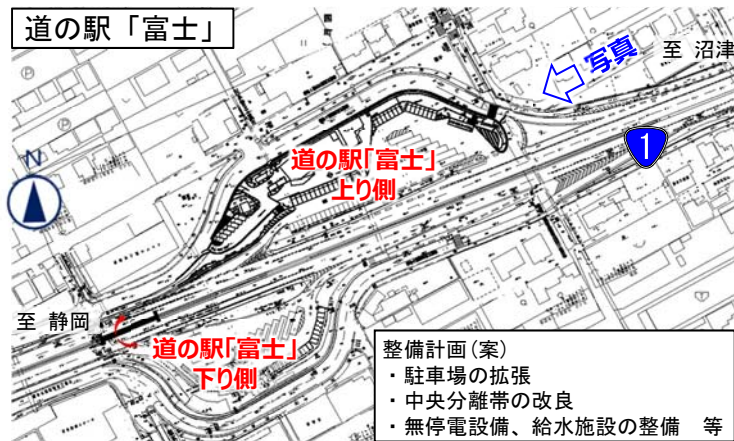 道の駅「富士」
至 沼津
写真
N
1
道の駅「富士」
上り側
至 静岡
道の駅「富士」
下り側
整備計画(案)
・駐車場の拡張
・中央分離帯の改良
・無停電設備、給水施設の整備　等